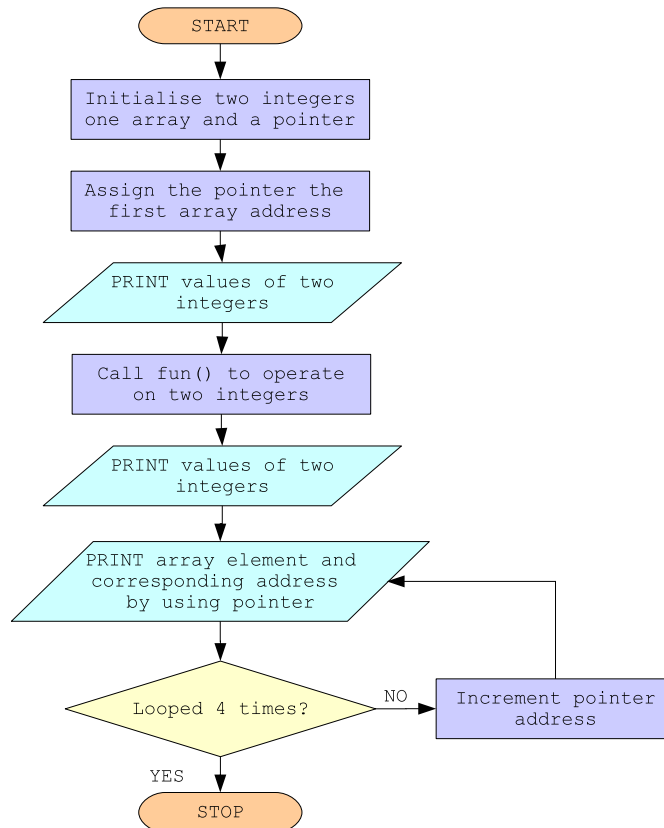 START
Initialise two integers
one array and a pointer
Assign the pointer the
first array address
PRINT values of two
integers
Call fun() to operate
on two integers
PRINT values of two
integers
PRINT array element and
corresponding address
by using pointer
Looped 4 times?
NO
Increment pointer
address
YES
STOP